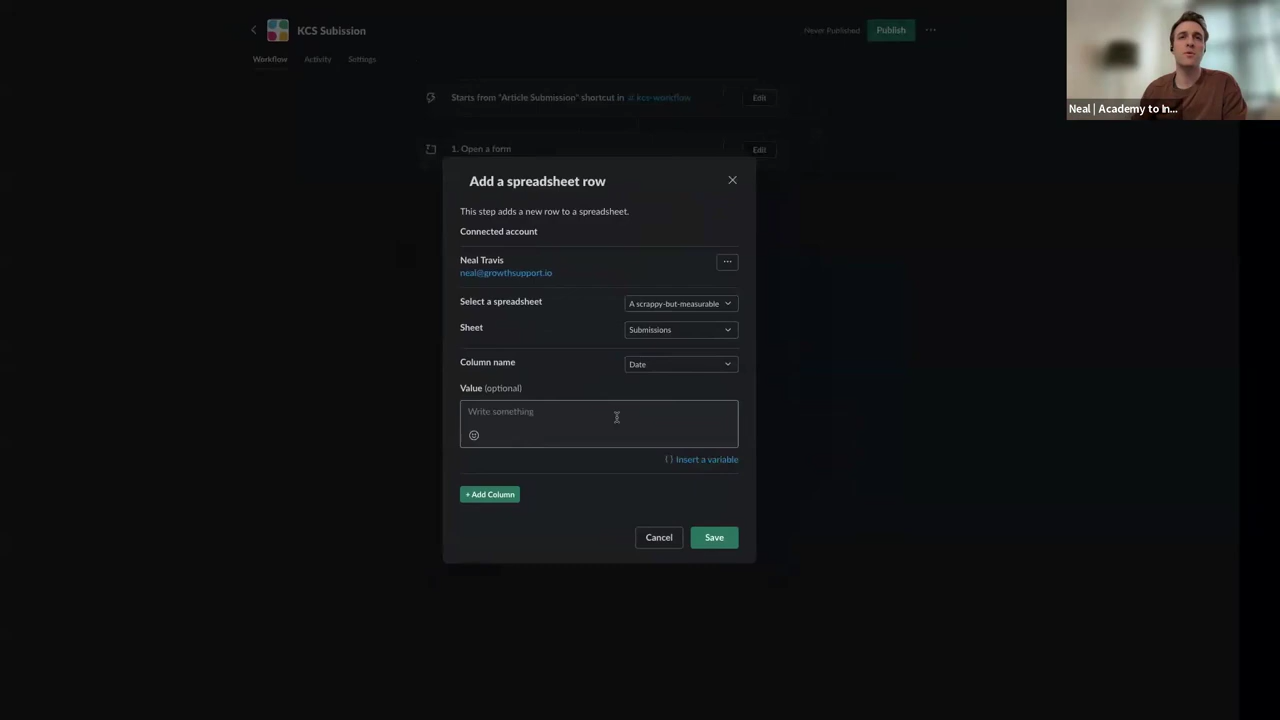 KCS Subission
Never Published
Publish
Workflow
Activity
Settings
Starts from "Article Submission" shortcut in # kcs-workflow
Edit
1. Open a form
Edit
Neal | Academy to In...
Add a spreadsheet row
This step adds a new row to a spreadsheet.
Connected account
Neal Travis
neal@growthsupport.io
Select a spreadsheet
A scrappy-but-measurable
Sheet
Submissions
Column name
Date
Value (optional)
Write something
{ } Insert a variable
+ Add Column
Cancel
Save